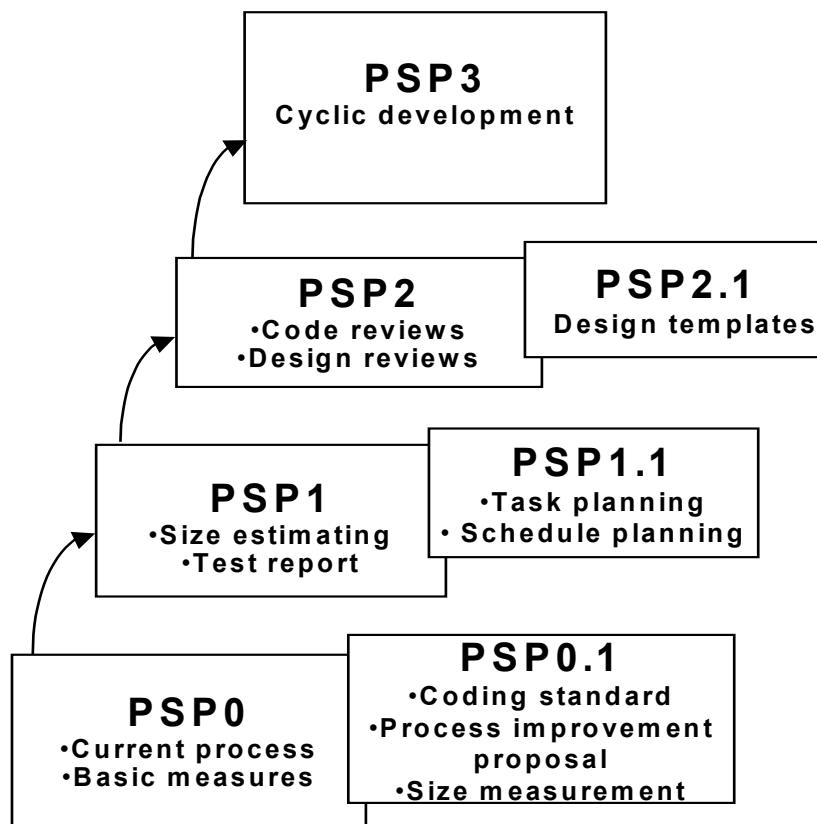 PSP3
Cyclic development
PSP2
•Code reviews
•Design reviews
PSP2.1
Design templates
PSP1
•Size estimating
•Test report
PSP1.1
•Task planning
• Schedule planning
PSP0
•Current process
•Basic measures
PSP0.1
•Coding standard
•Process improvement
proposal
•Size measurement